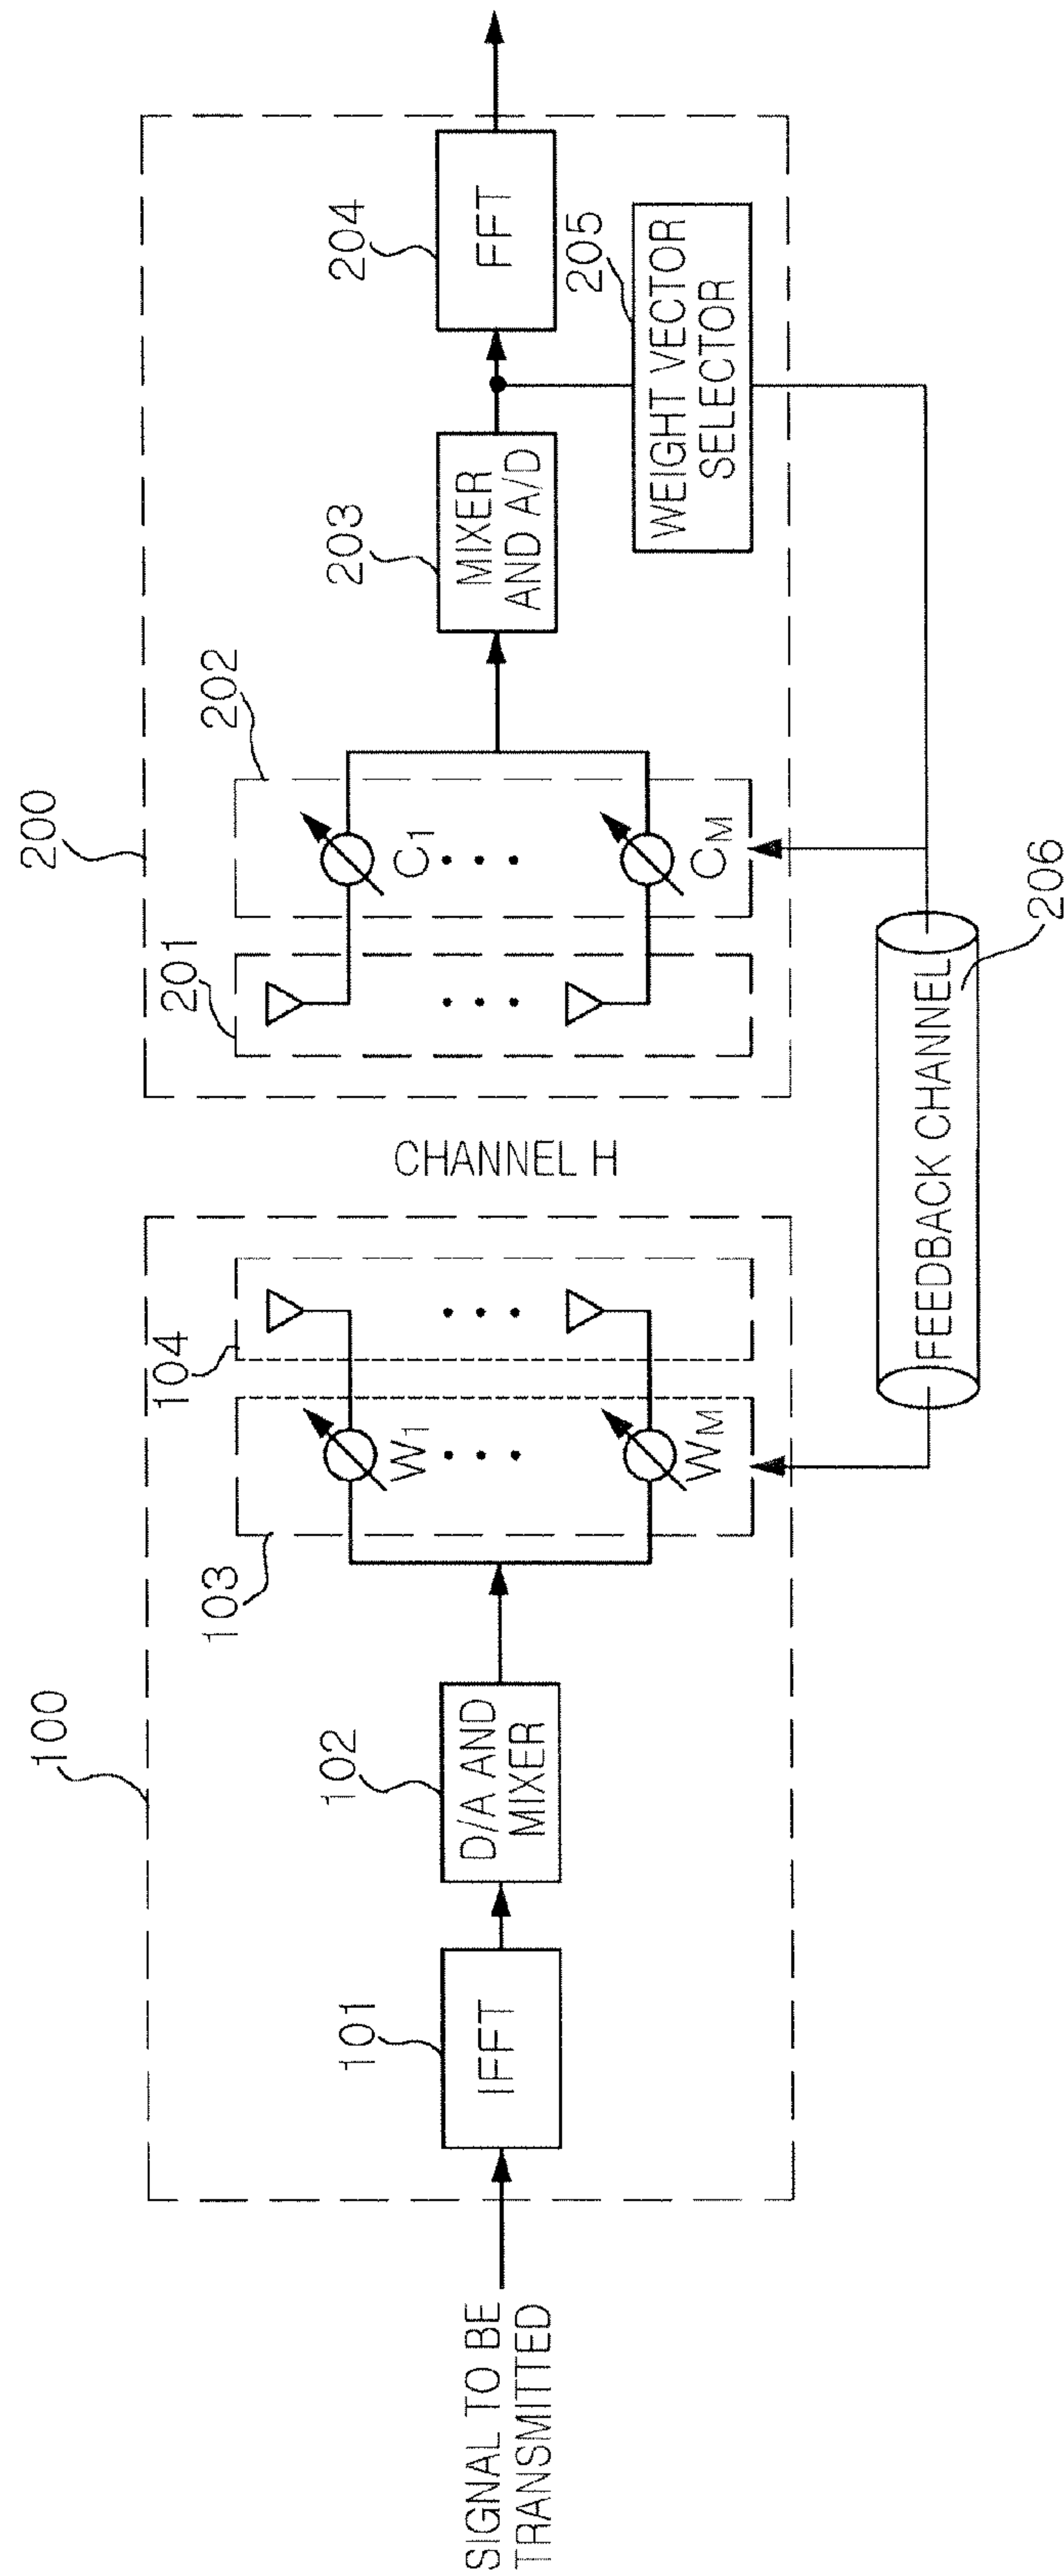 100
200
SIGNAL TO BE
TRANSMITTED
101
IFFT
102
D/A AND
MIXER
103
W1
WM
104
CHANNEL H
201
202
C1
CM
203
MIXER
AND A/D
204
FFT
205
WEIGHT VECTOR
SELECTOR
FEEDBACK CHANNEL
206